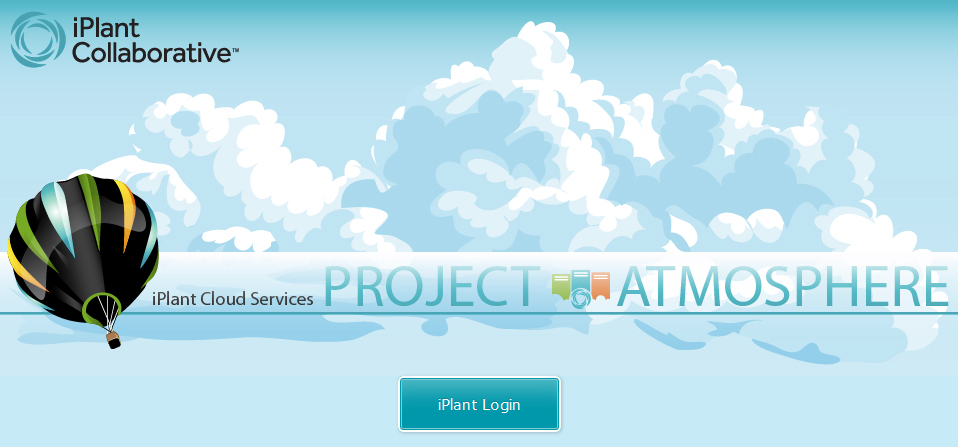 iPlant
Collaborative™
iPlant Cloud Services PROJECT ATMOSPHERE
iPlant Login